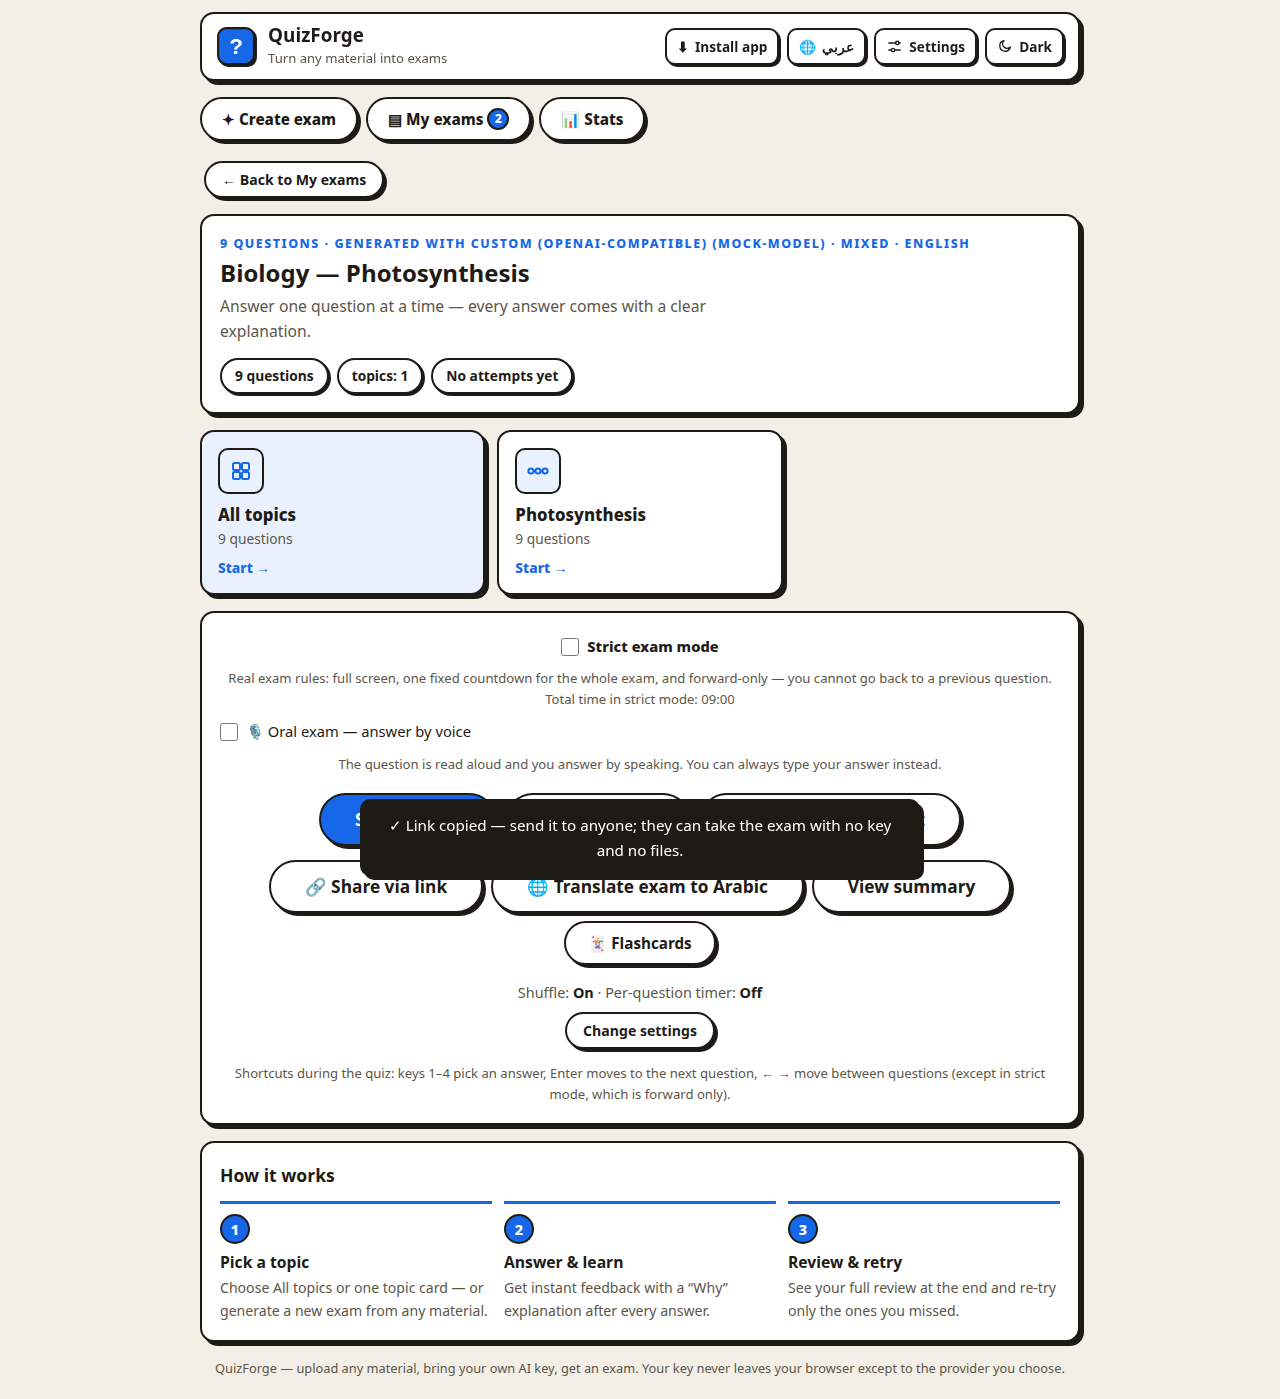 ?
QuizForge
Turn any material into exams
⬇ Install app
🌐 عربي
Settings
Dark
✦ Create exam
▤ My exams 2
📊 Stats
← Back to My exams
9 QUESTIONS · GENERATED WITH CUSTOM (OPENAI-COMPATIBLE) (MOCK-MODEL) · MIXED · ENGLISH
Biology — Photosynthesis
Answer one question at a time — every answer comes with a clear
explanation.
9 questions
topics: 1
No attempts yet
All topics
9 questions
Start →
Photosynthesis
9 questions
Start →
Strict exam mode
Real exam rules: full screen, one fixed countdown for the whole exam, and forward-only — you cannot go back to a previous question.
Total time in strict mode: 09:00
🎙️ Oral exam — answer by voice
The question is read aloud and you answer by speaking. You can always type your answer instead.
✓ Link copied — send it to anyone; they can take the exam with no key
and no files.
🔗 Share via link
🌐 Translate exam to Arabic
View summary
🃏 Flashcards
Shuffle: On · Per-question timer: Off
Change settings
Shortcuts during the quiz: keys 1–4 pick an answer, Enter moves to the next question, ← → move between questions (except in strict
mode, which is forward only).
How it works
1
Pick a topic
Choose All topics or one topic card — or
generate a new exam from any material.
2
Answer & learn
Get instant feedback with a “Why”
explanation after every answer.
3
Review & retry
See your full review at the end and re-try
only the ones you missed.
QuizForge — upload any material, bring your own AI key, get an exam. Your key never leaves your browser except to the provider you choose.